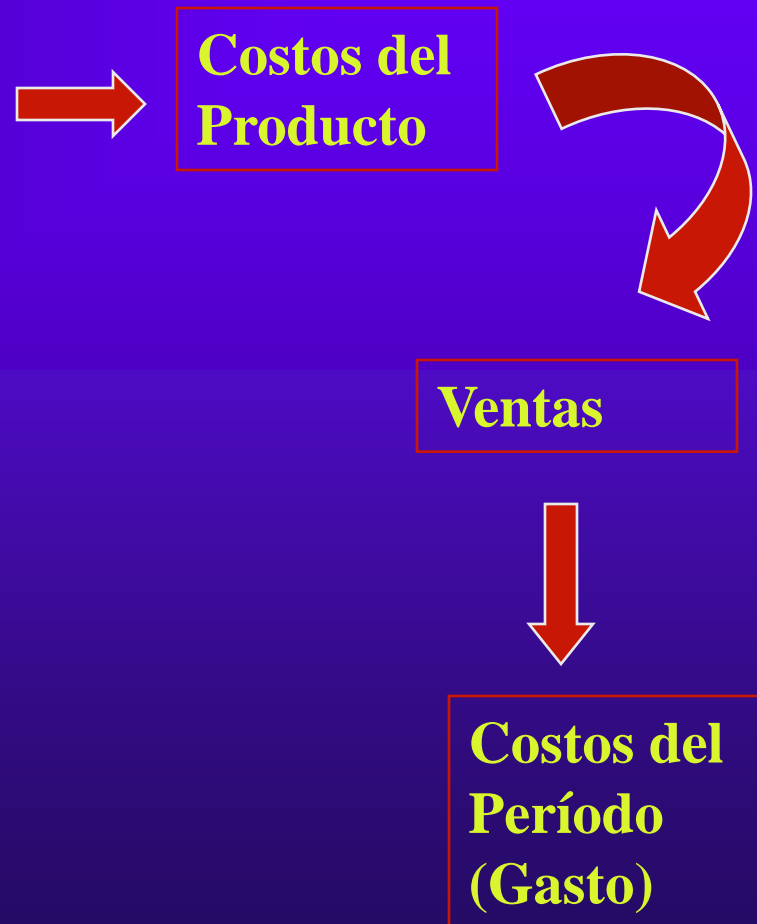 Costos del
Producto
Ventas
Costos del
Período
(Gasto)